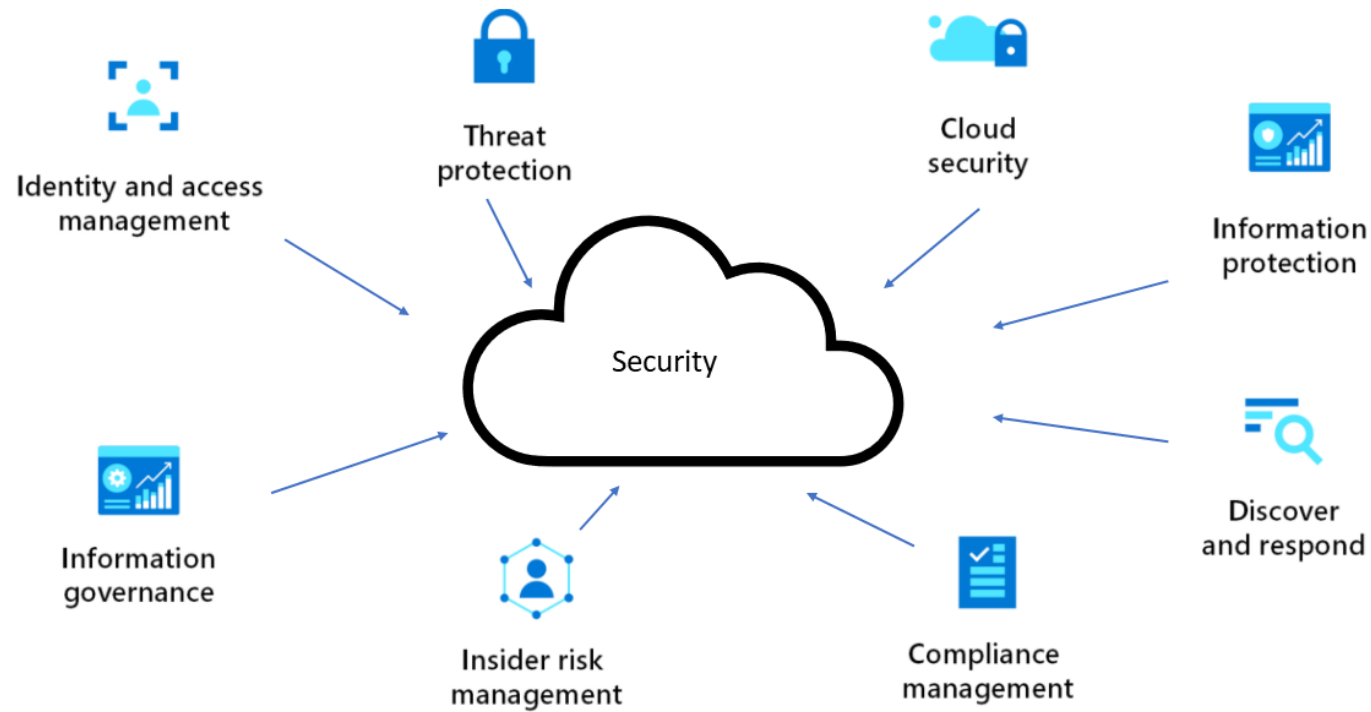 Threat
protection
Cloud
security
Identity and access
management
Information
protection
Security
Discover
and respond
Information
governance
Insider risk
management
Compliance
management